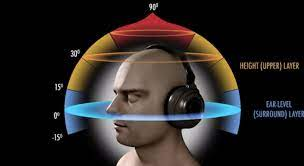 90°
30°
HEIGHT (UPPER) LAYER
15°
EAR-LEVEL
(SURROUND) LAYER
0°
-15°